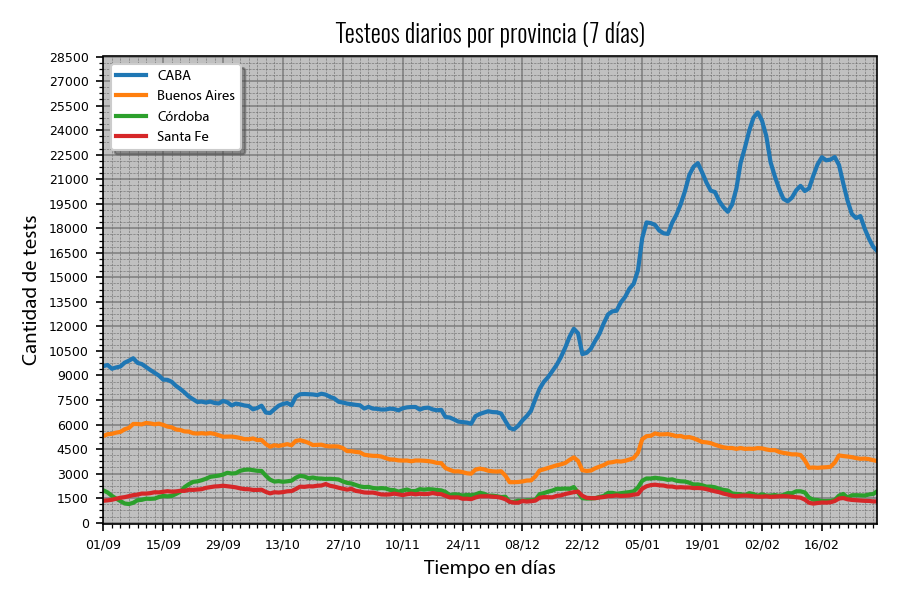 Testeos diarios por provincia (7 días)
CABA
Buenos Aires
Córdoba
Santa Fe
Cantidad de tests
28500
27000
25500
24000
22500
21000
19500
18000
16500
15000
13500
12000
10500
9000
7500
6000
4500
3000
1500
0
01/09 15/09 29/09 13/10 27/10 10/11 24/11 08/12 22/12 05/01 19/01 02/02 16/02
Tiempo en días